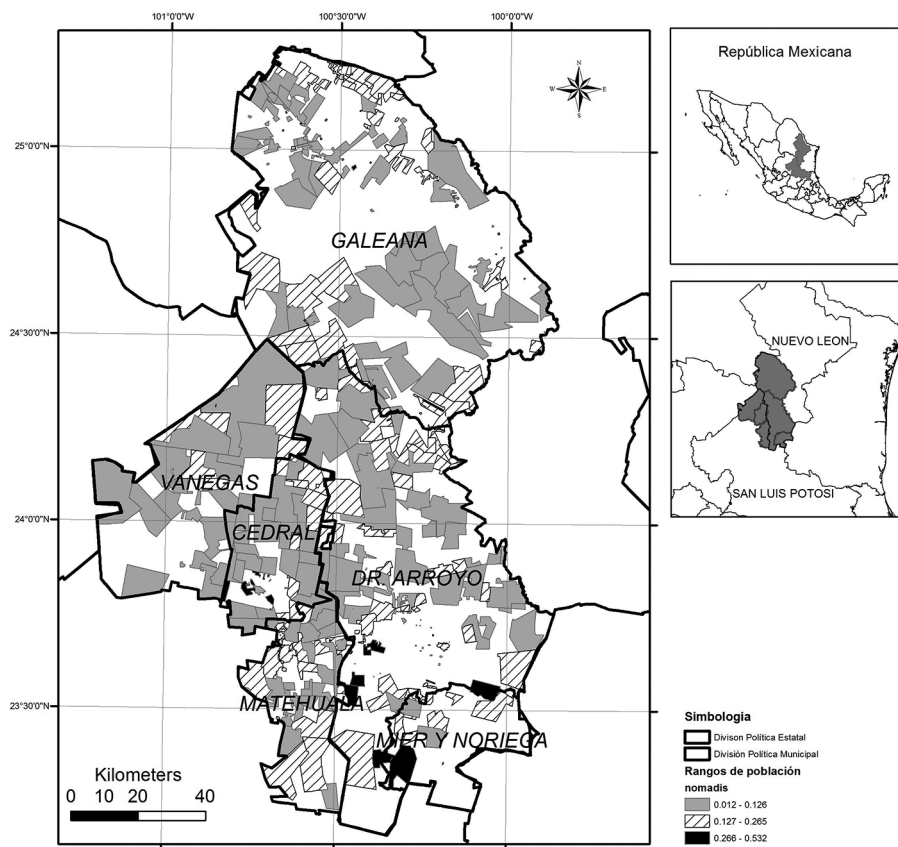 101°0'0"W 100°30'0"W 100°0'0"W
N
W E
S
25°0'0"N
GALEANA
24°30'0"N
VANEGAS
24°0'0"N
CEDRAL
DR. ARROYO
23°30'0"N
MATEHUALA
MIER Y NORIEGA
Kilometers
0 10 20 40
República Mexicana
NUEVO LEON
SAN LUIS POTOSI
Simbologia
Divison Política Estatal
División Política Municipal
Rangos de población
nomadis
0.012 - 0.126
0.127 - 0.265
0.266 - 0.532